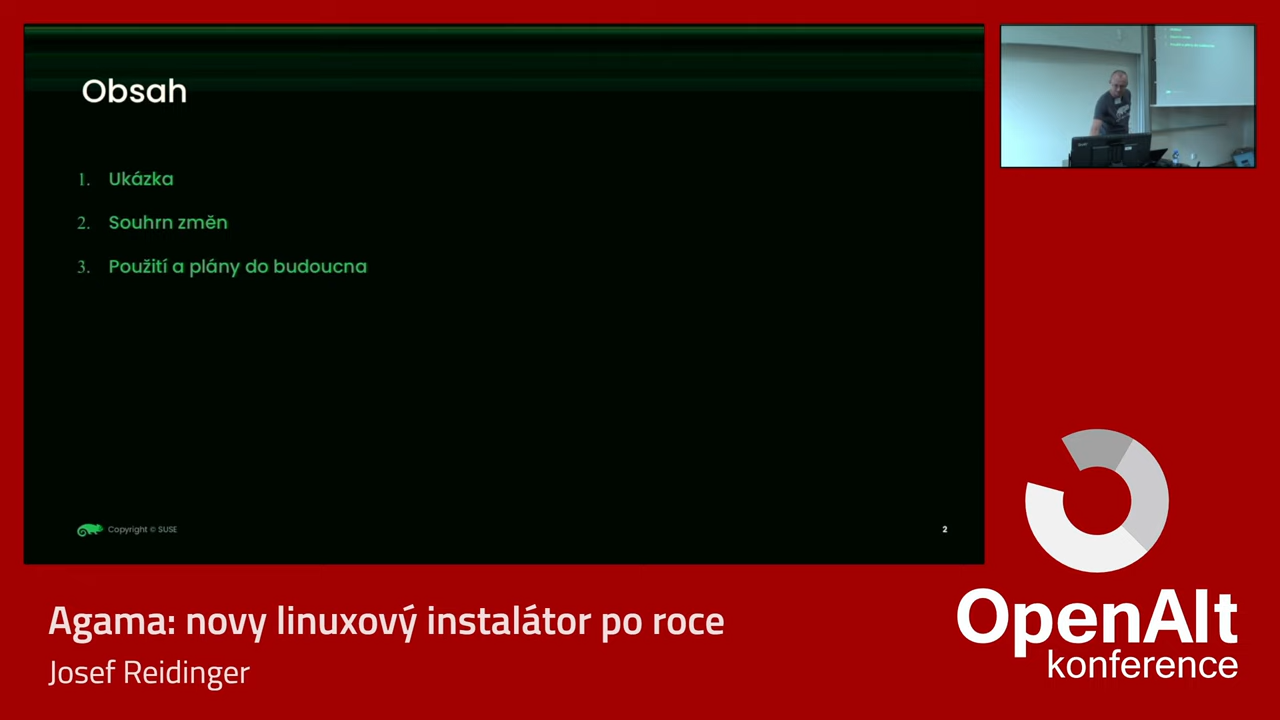 Obsah
1. Ukázka
2. Souhrn změn
3. Použití a plány do budoucna
Copyright © SUSE
2
Agama: novy linuxový instalátor po roce
Josef Reidinger
OpenAlt
konference